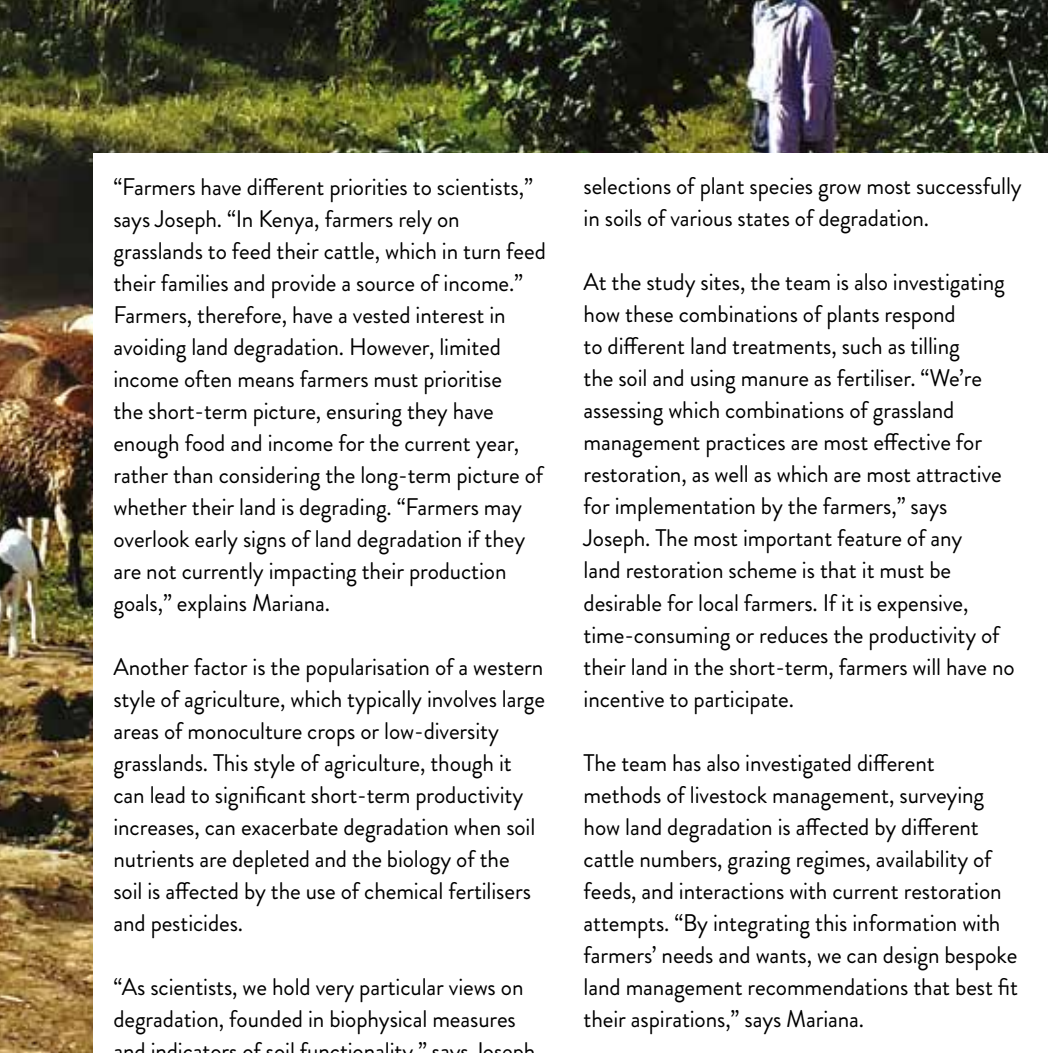 “Farmers have different priorities to scientists,”
says Joseph. “In Kenya, farmers rely on
grasslands to feed their cattle, which in turn feed
their families and provide a source of income.”
Farmers, therefore, have a vested interest in
avoiding land degradation. However, limited
income often means farmers must prioritise
the short-term picture, ensuring they have
enough food and income for the current year,
rather than considering the long-term picture of
whether their land is degrading. “Farmers may
overlook early signs of land degradation if they
are not currently impacting their production
goals,” explains Mariana.

Another factor is the popularisation of a western
style of agriculture, which typically involves large
areas of monoculture crops or low-diversity
grasslands. This style of agriculture, though it
can lead to significant short-term productivity
increases, can exacerbate degradation when soil
nutrients are depleted and the biology of the
soil is affected by the use of chemical fertilisers
and pesticides.

“As scientists, we hold very particular views on
degradation, founded in biophysical measures
and indicators of soil functionality,” says Joseph.

selections of plant species grow most successfully
in soils of various states of degradation.

At the study sites, the team is also investigating
how these combinations of plants respond
to different land treatments, such as tilling
the soil and using manure as fertiliser. “We’re
assessing which combinations of grassland
management practices are most effective for
restoration, as well as which are most attractive
for implementation by the farmers,” says
Joseph. The most important feature of any
land restoration scheme is that it must be
desirable for local farmers. If it is expensive,
time-consuming or reduces the productivity of
their land in the short-term, farmers will have no
incentive to participate.

The team has also investigated different
methods of livestock management, surveying
how land degradation is affected by different
cattle numbers, grazing regimes, availability of
feeds, and interactions with current restoration
attempts. “By integrating this information with
farmers’ needs and wants, we can design bespoke
land management recommendations that best fit
their aspirations,” says Mariana.